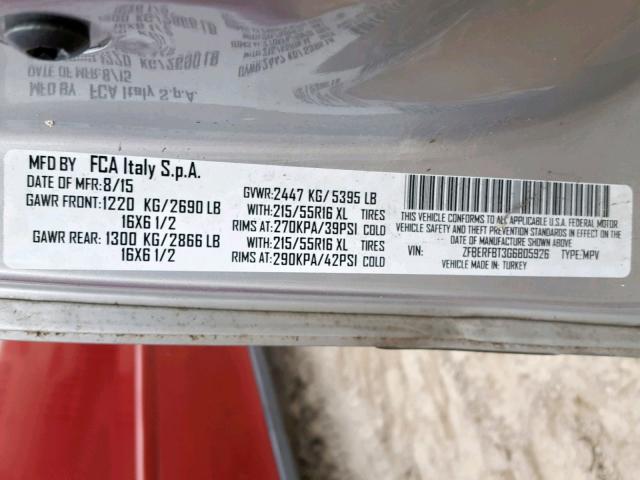 MFD BY FCA Italy S.p.A.
DATE OF MFR: 8/15
GVWR: 2447 KG/ 5395 LB
GAWR FRONT: 1220 KG/ 2690 LB
WITH: 215/55R16 XL TIRES
16X6 1/2
RIMS AT: 270KPA/39PSI COLD
GAWR REAR: 1300 KG/ 2866 LB
WITH: 215/55R16 XL TIRES
16X6 1/2
RIMS AT: 290KPA/42PSI COLD
THIS VEHICLE CONFORMS TO ALL APPLICABLE U.S.A. FEDERAL MOTOR
VEHICLE SAFETY AND THEFT PREVENTION STANDARDS IN EFFECT ON THE
DATE OF MANUFACTURE SHOWN ABOVE.
VIN: ZFBERFBT3G6B05926 TYPE: MPV
VEHICLE MADE IN: TURKEY